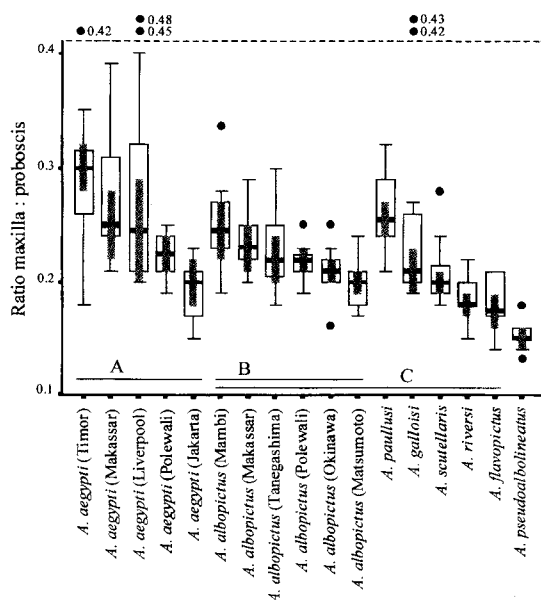 0.48
0.43
0.42
0.45
0.42
0.4
0.3
0.2
0.1
Ratio maxilla : proboscis
A
B
C
A. aegypti (Timor)
A. aegypti (Makassar)
A. aegypti (Liverpool)
A. aegypti (Polewali)
A. aegypti (Jakarta)
A. albopictus (Mambi)
A. albopictus (Makassar)
A. albopictus (Tanegashima)
A. albopictus (Polewali)
A. albopictus (Okinawa)
A. albopictus (Matsumoto)
A. paullusi
A. galloisi
A. scutellaris
A. riversi
A. flavopictus
A. pseudoalbolineatus